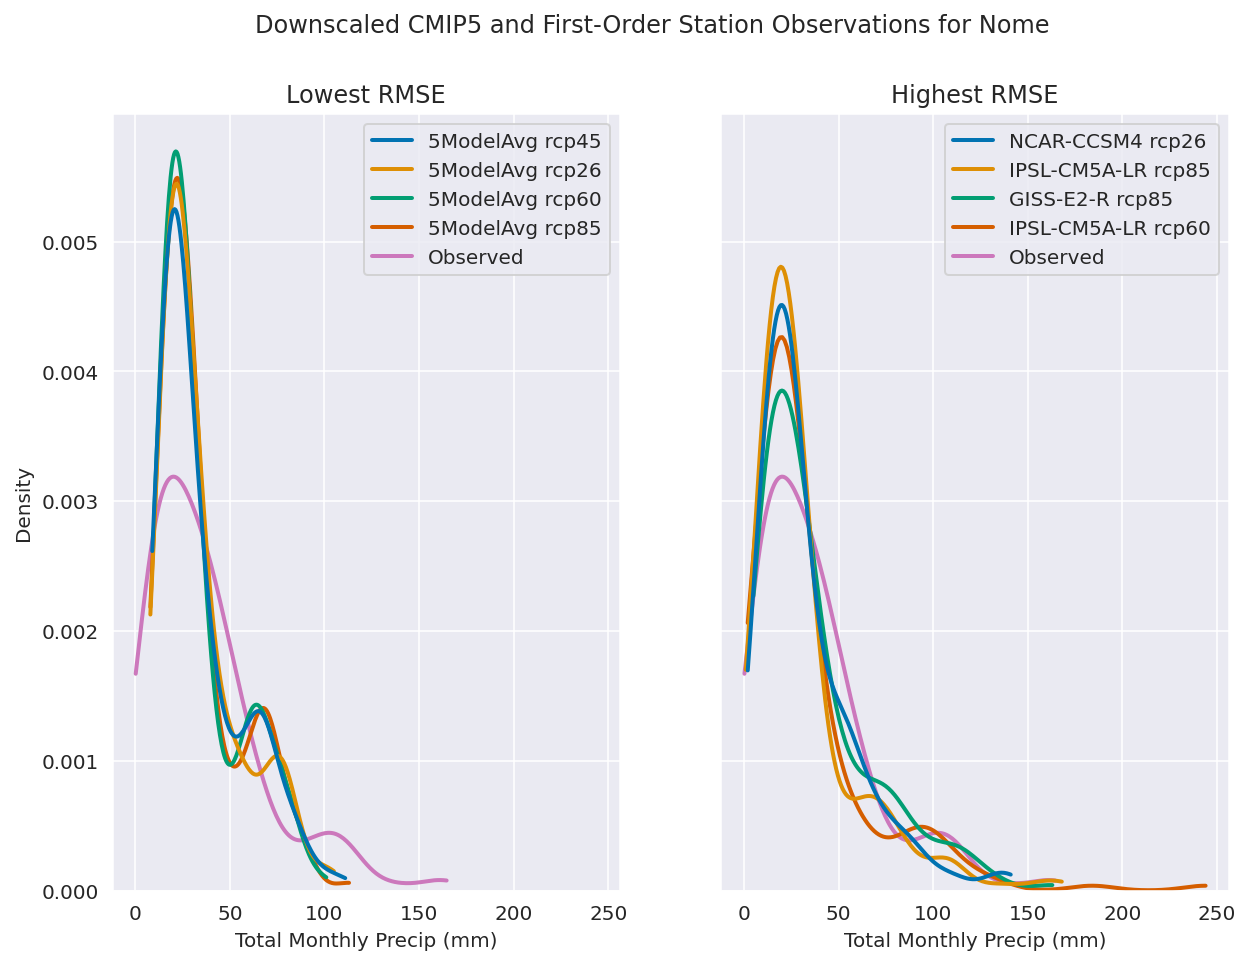 Downscaled CMIP5 and First-Order Station Observations for Nome
Lowest RMSE
5ModelAvg rcp45
5ModelAvg rcp26
5ModelAvg rcp60
5ModelAvg rcp85
Observed
0.005
0.004
0.003
0.002
0.001
0.000
Density
0 50 100 150 200 250
Total Monthly Precip (mm)
Highest RMSE
NCAR-CCSM4 rcp26
IPSL-CM5A-LR rcp85
GISS-E2-R rcp85
IPSL-CM5A-LR rcp60
Observed
0 50 100 150 200 250
Total Monthly Precip (mm)